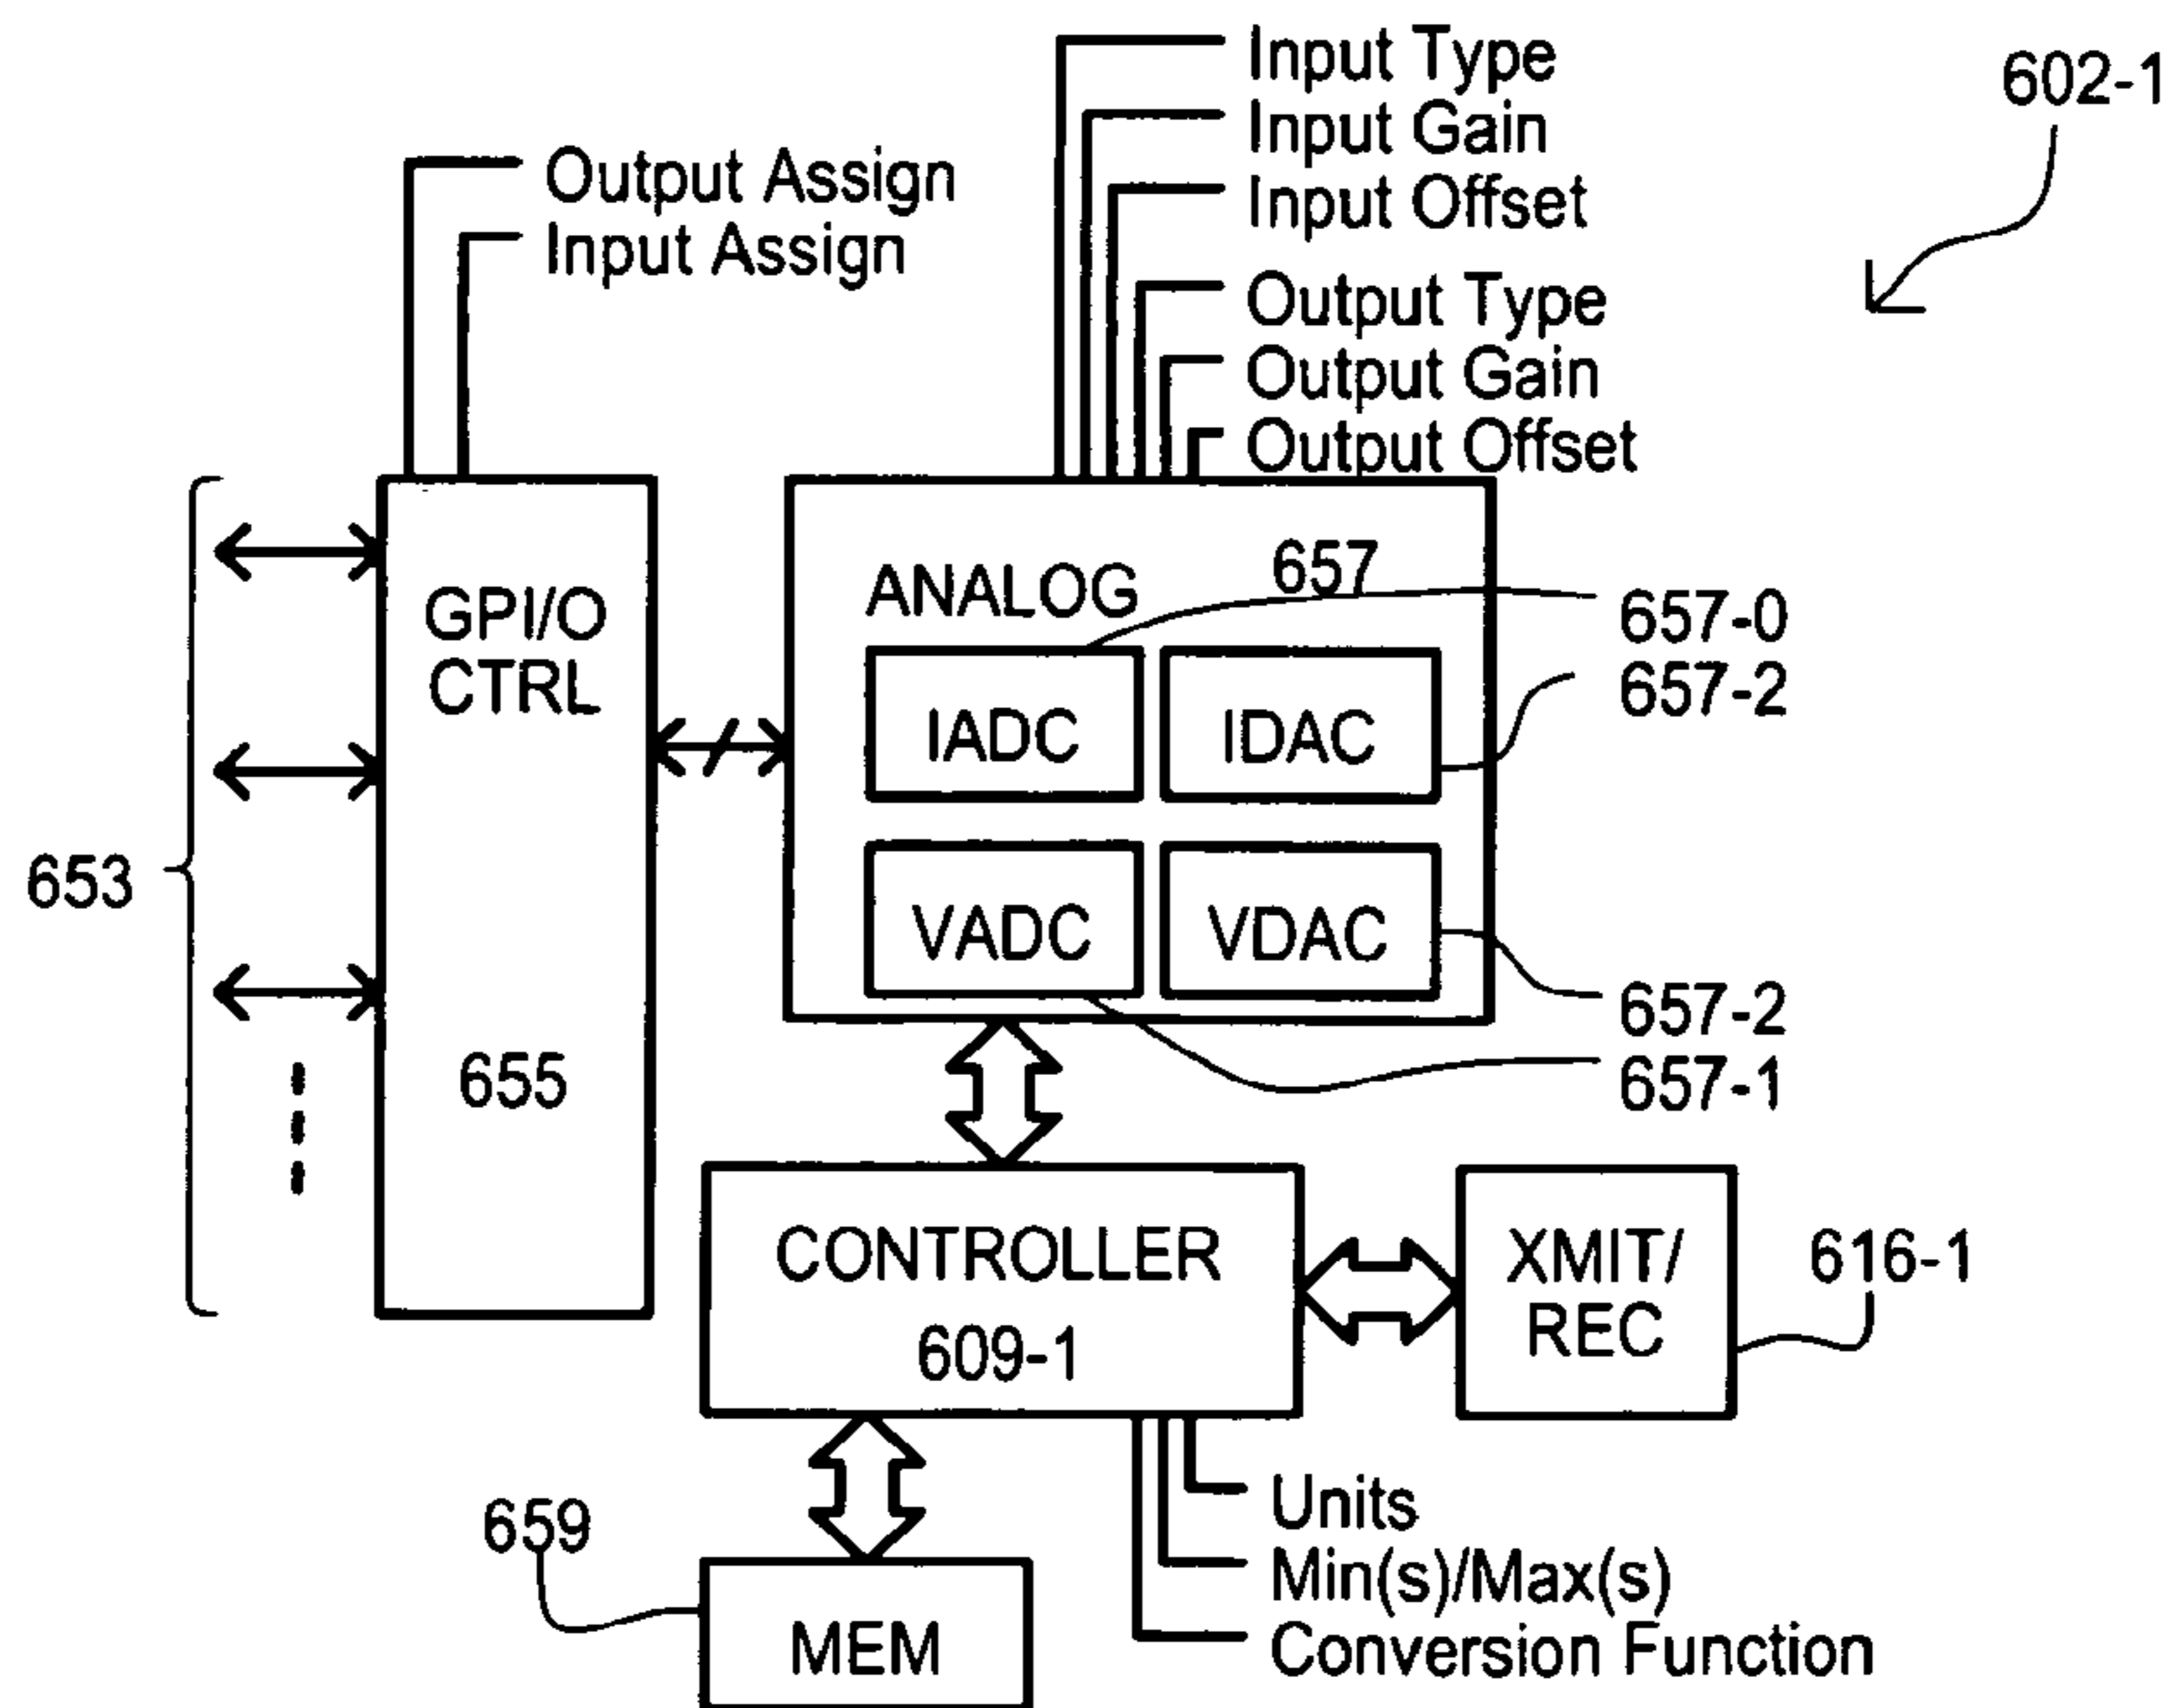 Input Type
602-1
Input Gain
Output Assign
Input Offset
Input Assign
Output Type
Output Gain
Output Offset
657
ANALOG
GPI/O
CTRL
657-0
657-2
IADC
IDAC
653
VADC
VDAC
657-2
655
657-1
CONTROLLER
609-1
XMIT/
REC
616-1
Units
659
Min(s)/Max(s)
MEM
Conversion Function